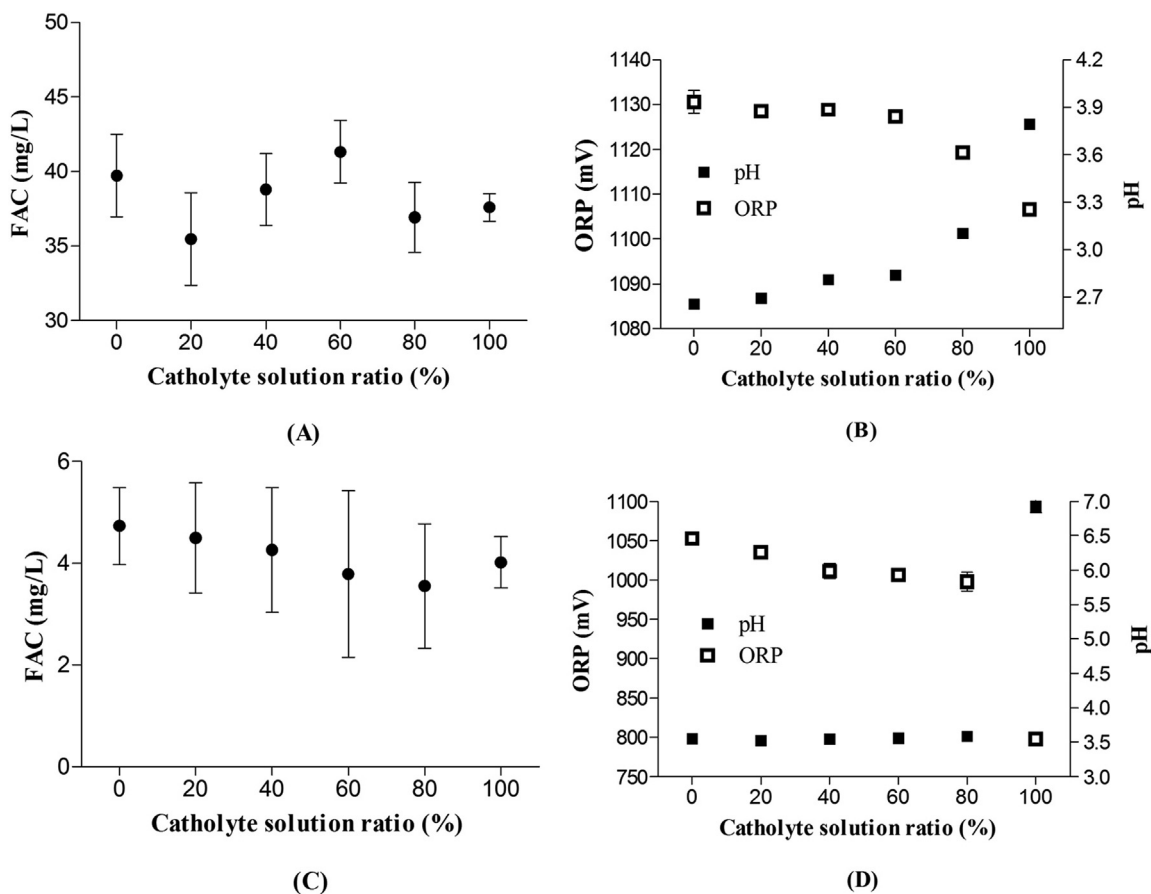 50
45
40
35
30
FAC (mg/L)
0 20 40 60 80 100
Catholyte solution ratio (%)
(A)
1140
1130
1120
1110
1100
1090
1080
ORP (mV)
pH
ORP
4.2
3.9
3.6
3.3
3.0
2.7
pH
0 20 40 60 80 100
Catholyte solution ratio (%)
(B)
6
4
2
0
FAC (mg/L)
0 20 40 60 80 100
Catholyte solution ratio (%)
(C)
1100
1050
1000
950
900
850
800
750
ORP (mV)
pH
ORP
7.0
6.5
6.0
5.5
5.0
4.5
4.0
3.5
3.0
pH
0 20 40 60 80 100
Catholyte solution ratio (%)
(D)